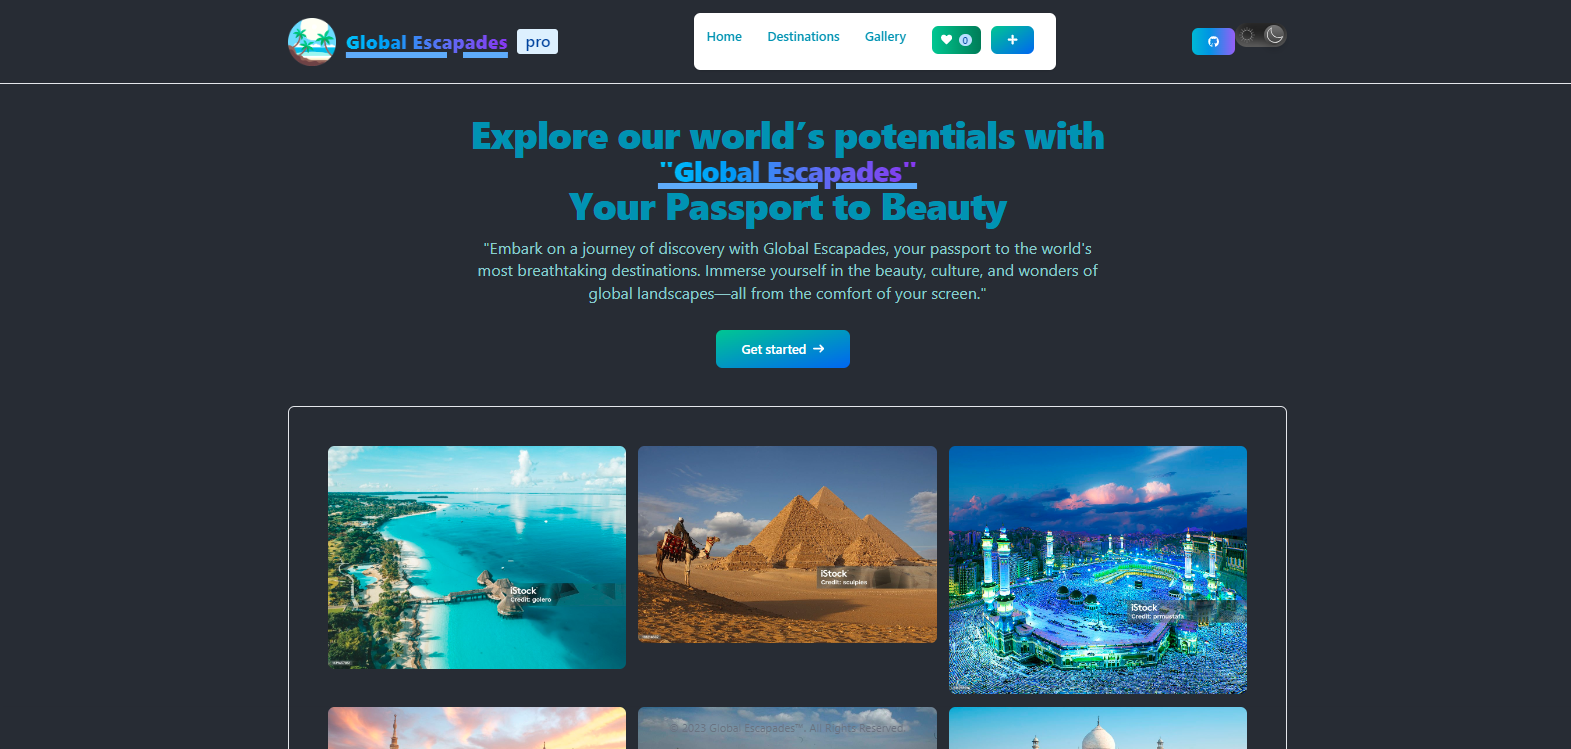 Global Escapades pro
Home Destinations Gallery 0
Explore our world's potentials with
"Global Escapades"
Your Passport to Beauty
"Embark on a journey of discovery with Global Escapades, your passport to the world's
most breathtaking destinations. Immerse yourself in the beauty, culture, and wonders of
global landscapes—all from the comfort of your screen."
Get started
iStock
Credit: golero
iStock
Credit: sculpies
iStock
Credit: prmustafa
© 2023 Global Escapades™. All Rights Reserved.